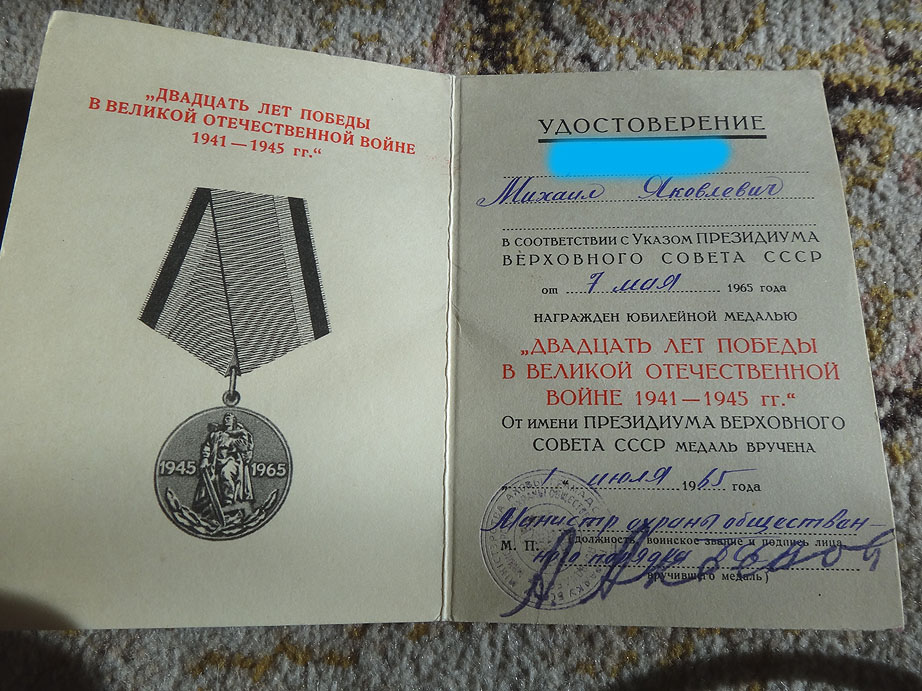 „ДВАДЦАТЬ ЛЕТ ПОБЕДЫ
В ВЕЛИКОЙ ОТЕЧЕСТВЕННОЙ ВОЙНЕ
1941—1945 гг.“
1945 1965
УДОСТОВЕРЕНИЕ
Михаил Яковлевич
В СООТВЕТСТВИИ С УКАЗОМ ПРЕЗИДИУМА
ВЕРХОВНОГО СОВЕТА СССР
от 7 мая 1965 года
НАГРАЖДЕН ЮБИЛЕЙНОЙ МЕДАЛЬЮ
„ДВАДЦАТЬ ЛЕТ ПОБЕДЫ
В ВЕЛИКОЙ ОТЕЧЕСТВЕННОЙ
ВОЙНЕ 1941—1945 гг.“
От имени ПРЕЗИДИУМА ВЕРХОВНОГО
СОВЕТА СССР МЕДАЛЬ ВРУЧЕНА
„1 июля 1965 года
Министр охраны обществен-
М. П. (должность, воинское звание и подпись лица,
ного порядка
вручившего медаль)